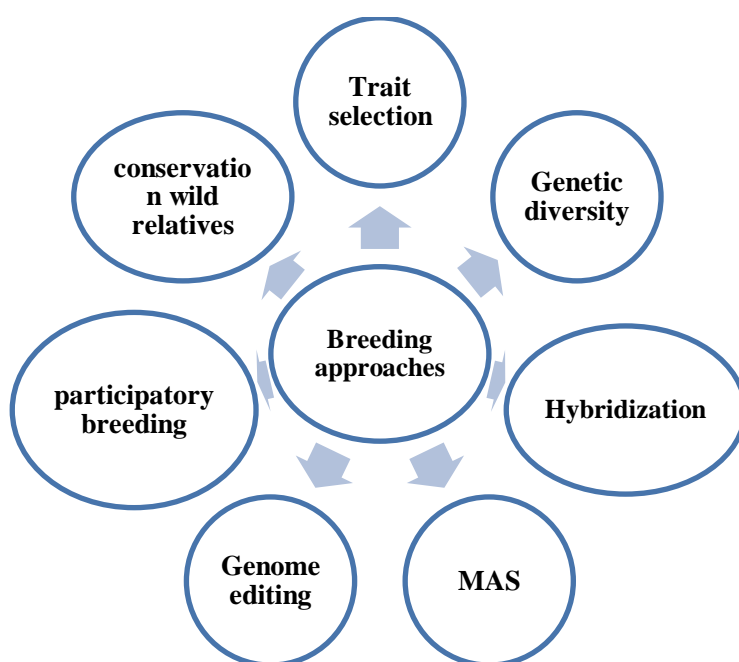 Trait
selection
conservatio
n wild
relatives
Genetic
diversity
Breeding
approaches
participatory
breeding
Hybridization
Genome
editing
MAS